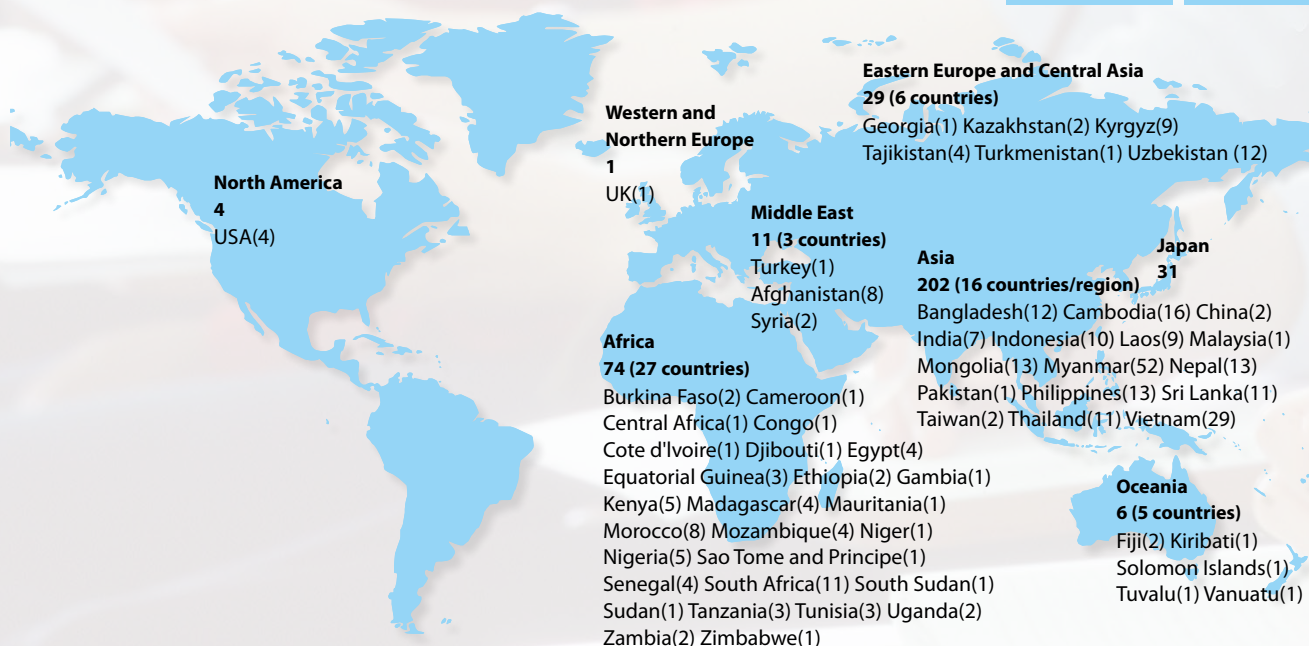 North America
4
USA(4)
Western and
Northern Europe
1
UK(1)
Eastern Europe and Central Asia
29 (6 countries)
Georgia(1) Kazakhstan(2) Kyrgyz(9)
Tajikistan(4) Turkmenistan(1) Uzbekistan (12)
Middle East
11 (3 countries)
Turkey(1)
Afghanistan(8)
Syria(2)
Japan
31
Asia
202 (16 countries/region)
Bangladesh(12) Cambodia(16) China(2)
India(7) Indonesia(10) Laos(9) Malaysia(1)
Mongolia(13) Myanmar(52) Nepal(13)
Pakistan(1) Philippines(13) Sri Lanka(11)
Taiwan(2) Thailand(11) Vietnam(29)
Africa
74 (27 countries)
Burkina Faso(2) Cameroon(1)
Central Africa(1) Congo(1)
Cote d'Ivoire(1) Djibouti(1) Egypt(4)
Equatorial Guinea(3) Ethiopia(2) Gambia(1)
Kenya(5) Madagascar(4) Mauritania(1)
Morocco(8) Mozambique(4) Niger(1)
Nigeria(5) Sao Tome and Principe(1)
Senegal(4) South Africa(11) South Sudan(1)
Sudan(1) Tanzania(3) Tunisia(3) Uganda(2)
Zambia(2) Zimbabwe(1)
Oceania
6 (5 countries)
Fiji(2) Kiribati(1)
Solomon Islands(1)
Tuvalu(1) Vanuatu(1)